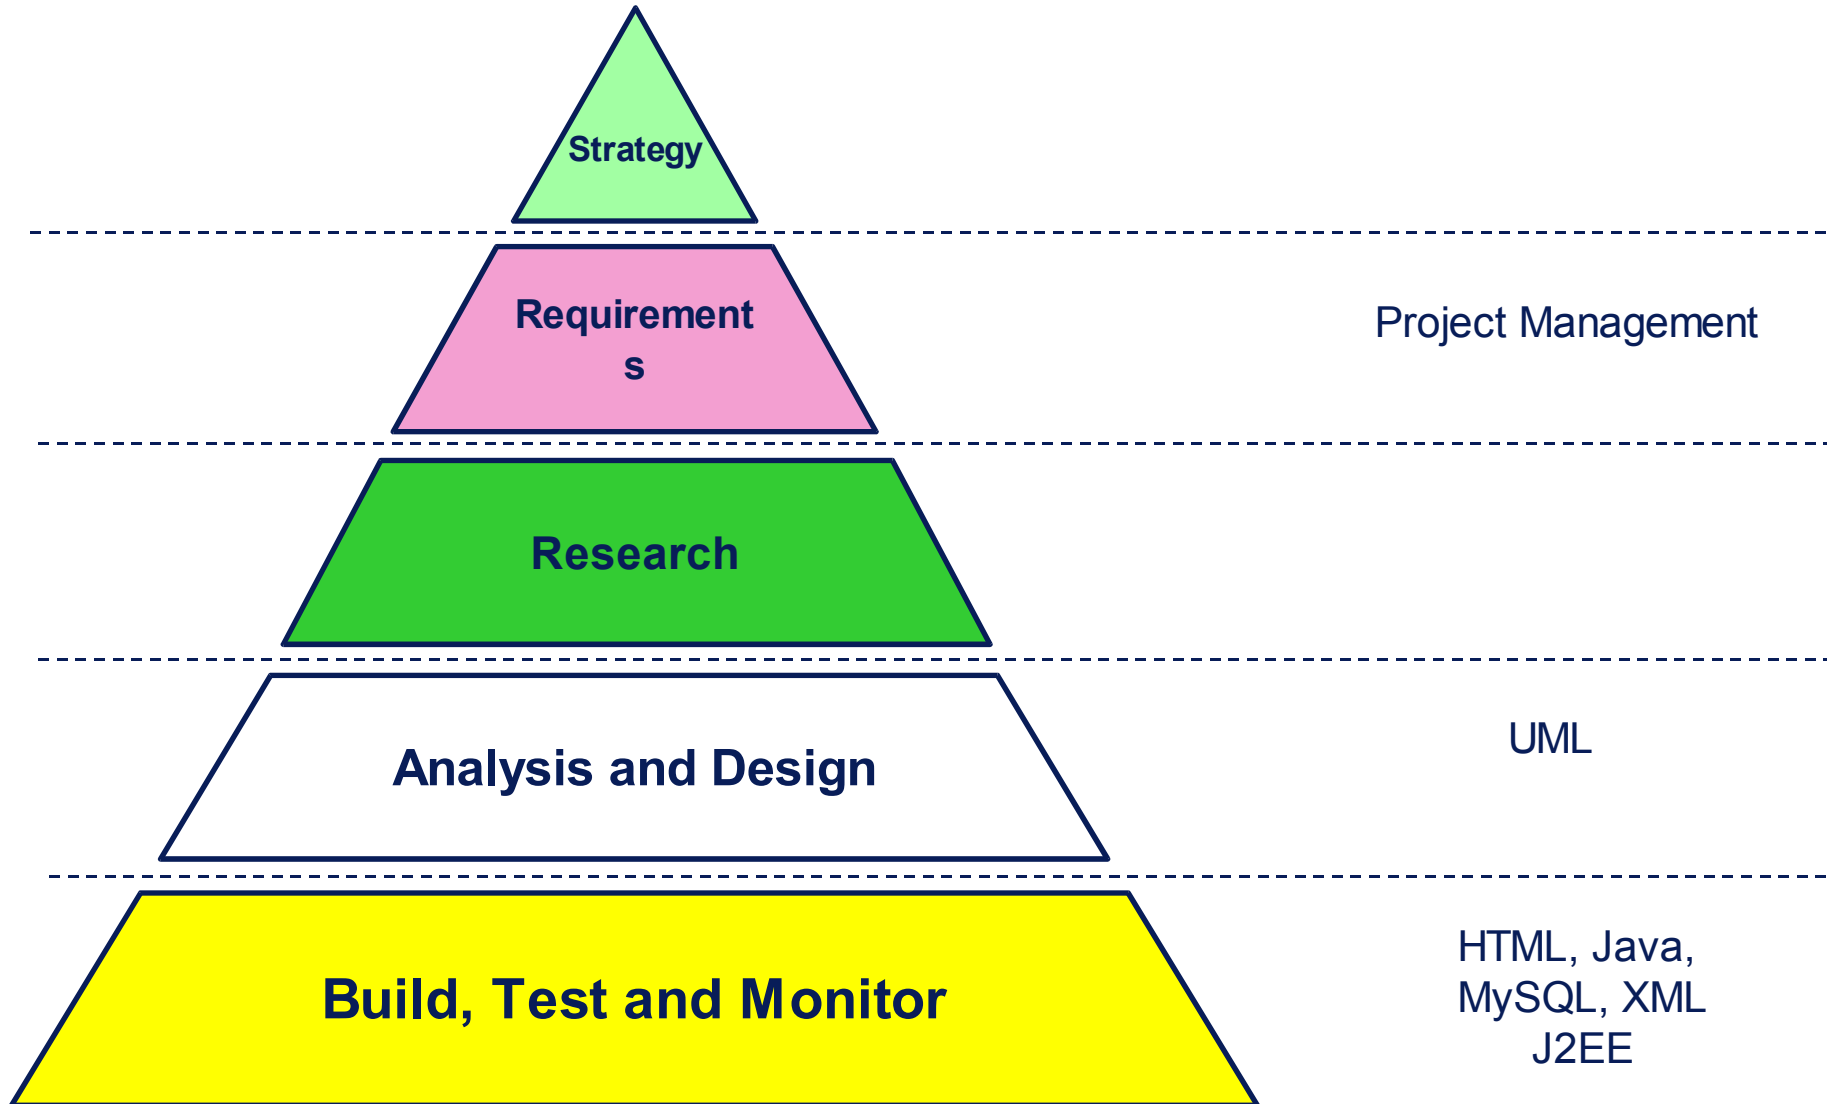 Strategy
Requirement
s
Project Management
Research
Analysis and Design
UML
Build, Test and Monitor
HTML, Java,
MySQL, XML
J2EE